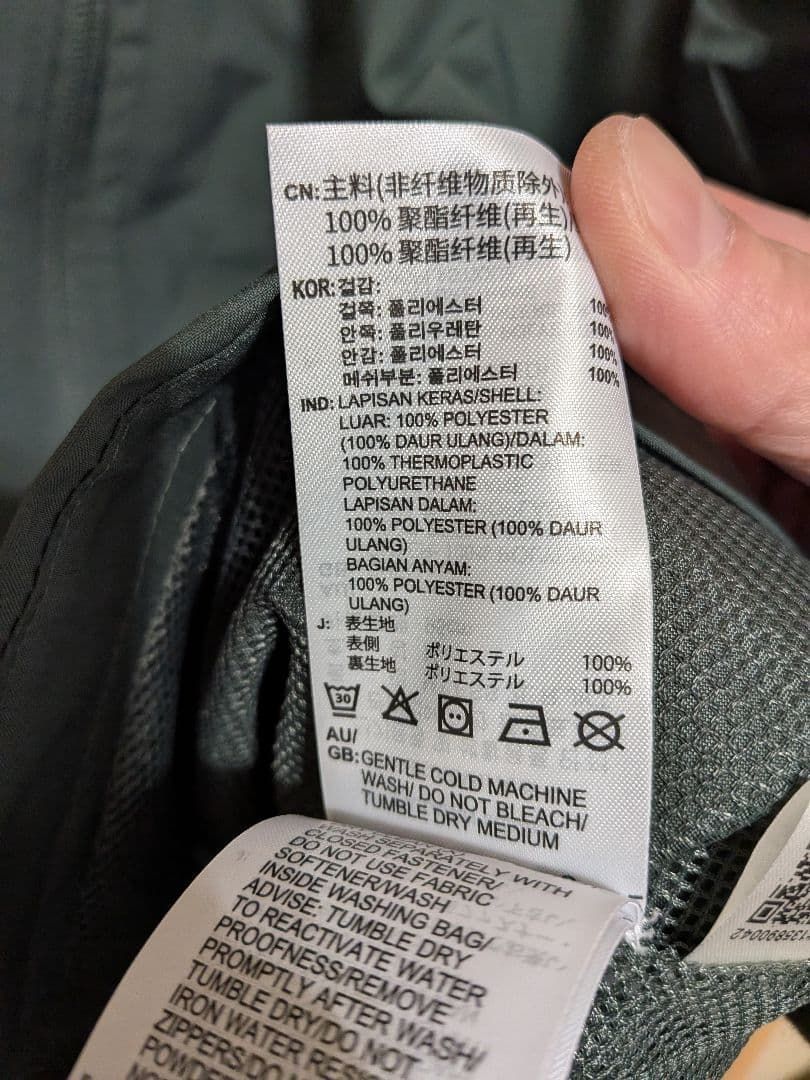 CN:主料(非纤维物质除外)
100% 聚酯纤维(再生)
100% 聚酯纤维(再生)
KOR:겉감:
겉쪽: 폴리에스터 100%
안쪽: 폴리우레탄 100%
안감: 폴리에스터 100%
메쉬부분: 폴리에스터 100%
IND: LAPISAN KERAS/SHELL:
LUAR: 100% POLYESTER
(100% DAUR ULANG)/DALAM:
100% THERMOPLASTIC
POLYURETHANE
LAPISAN DALAM:
100% POLYESTER (100% DAUR
ULANG)
BAGIAN ANYAM:
100% POLYESTER (100% DAUR
ULANG)
J: 表生地
表側 ポリエステル 100%
裏生地 ポリエステル 100%
30
AU/
GB:GENTLE COLD MACHINE
WASH/ DO NOT BLEACH/
TUMBLE DRY MEDIUM
WASH SEPARATELY WITH
CLOSED FASTENER/
DO NOT USE FABRIC
SOFTENER/WASH
INSIDE WASHING BAG/
ADVISE: TUMBLE DRY
TO REACTIVATE WATER
PROOFNESS/REMOVE
PROMPTLY AFTER WASH/
TUMBLE DRY/DO NOT
IRON WATER
ZIPPERS/DO